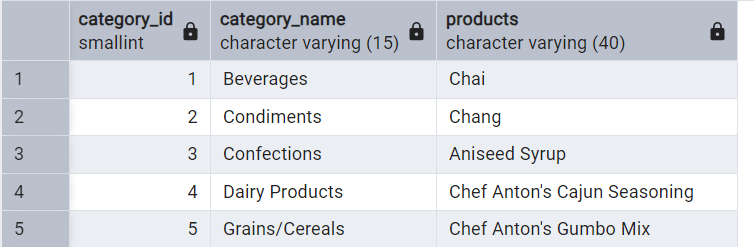 category_id category_name products
smallint character varying (15) character varying (40)
1 1 Beverages Chai
2 2 Condiments Chang
3 3 Confections Aniseed Syrup
4 4 Dairy Products Chef Anton's Cajun Seasoning
5 5 Grains/Cereals Chef Anton's Gumbo Mix